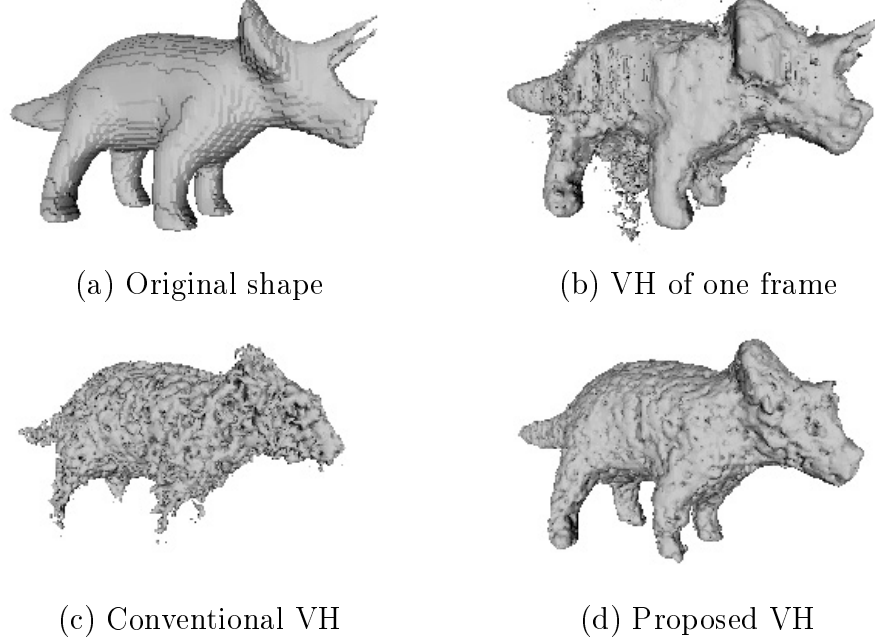 (a) Original shape
(b) VH of one frame
(c) Conventional VH
(d) Proposed VH